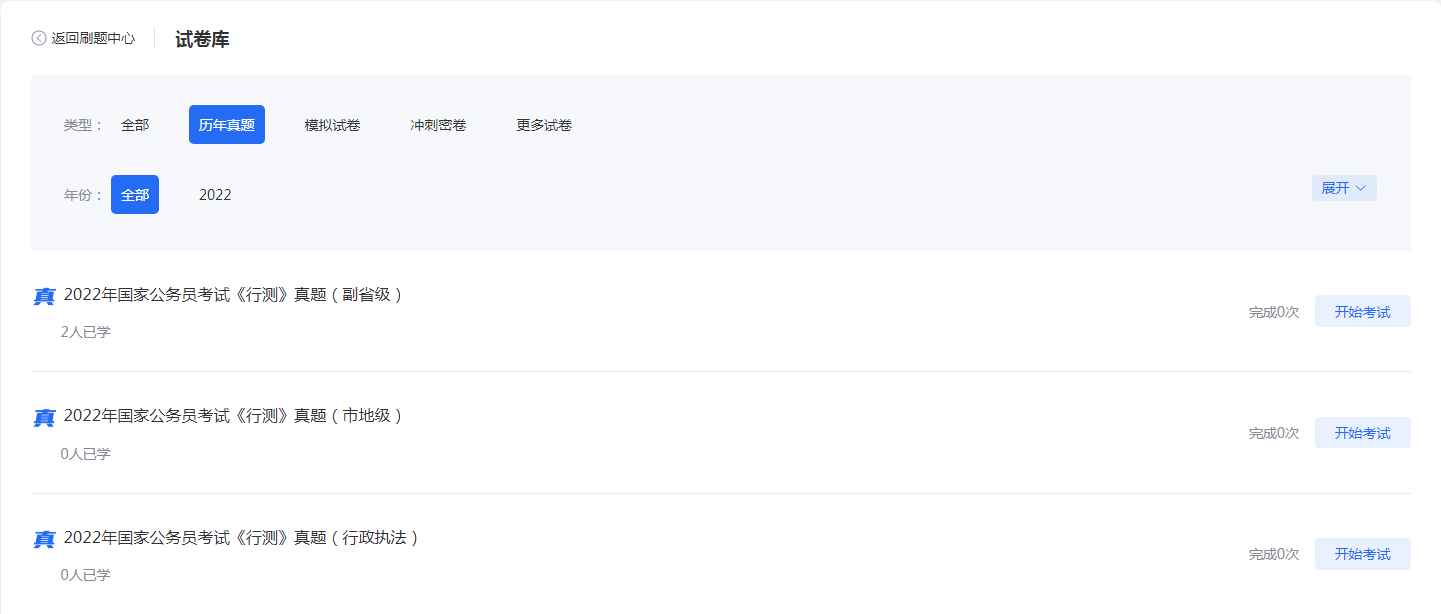 返回刷题中心 试卷库
类型： 全部 历年真题 模拟试卷 冲刺密卷 更多试卷
年份： 全部 2022 展开
真 2022年国家公务员考试《行测》真题（副省级）
2人已学 完成0次 开始考试
真 2022年国家公务员考试《行测》真题（市地级）
0人已学 完成0次 开始考试
真 2022年国家公务员考试《行测》真题（行政执法）
0人已学 完成0次 开始考试